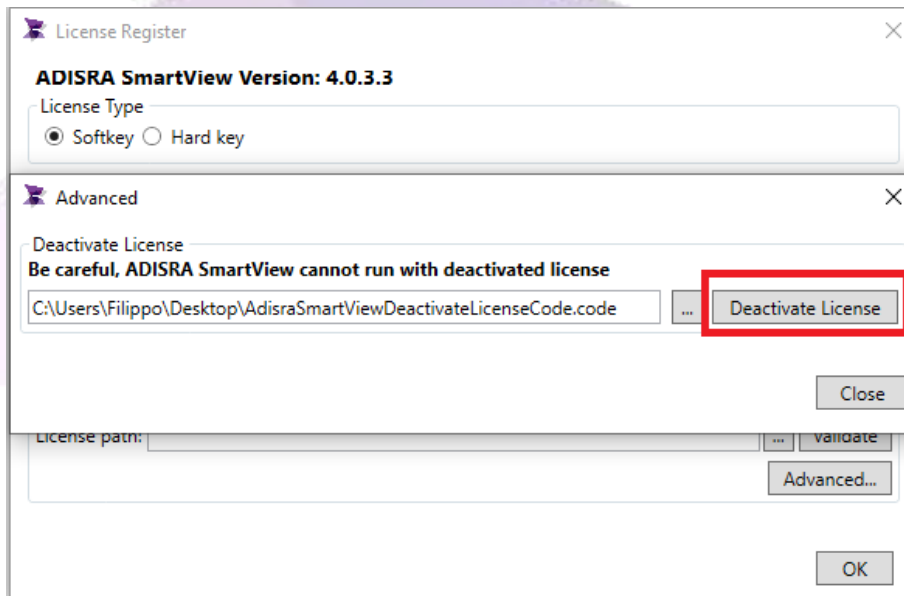 License Register
ADISRA SmartView Version: 4.0.3.3
License Type
Softkey Hard key
Advanced
Deactivate License
Be careful, ADISRA SmartView cannot run with deactivated license
C:\Users\Filippo\Desktop\AdisraSmartViewDeactivateLicenseCode.code ... Deactivate License
Close
License path: ... Validate
Advanced...
OK